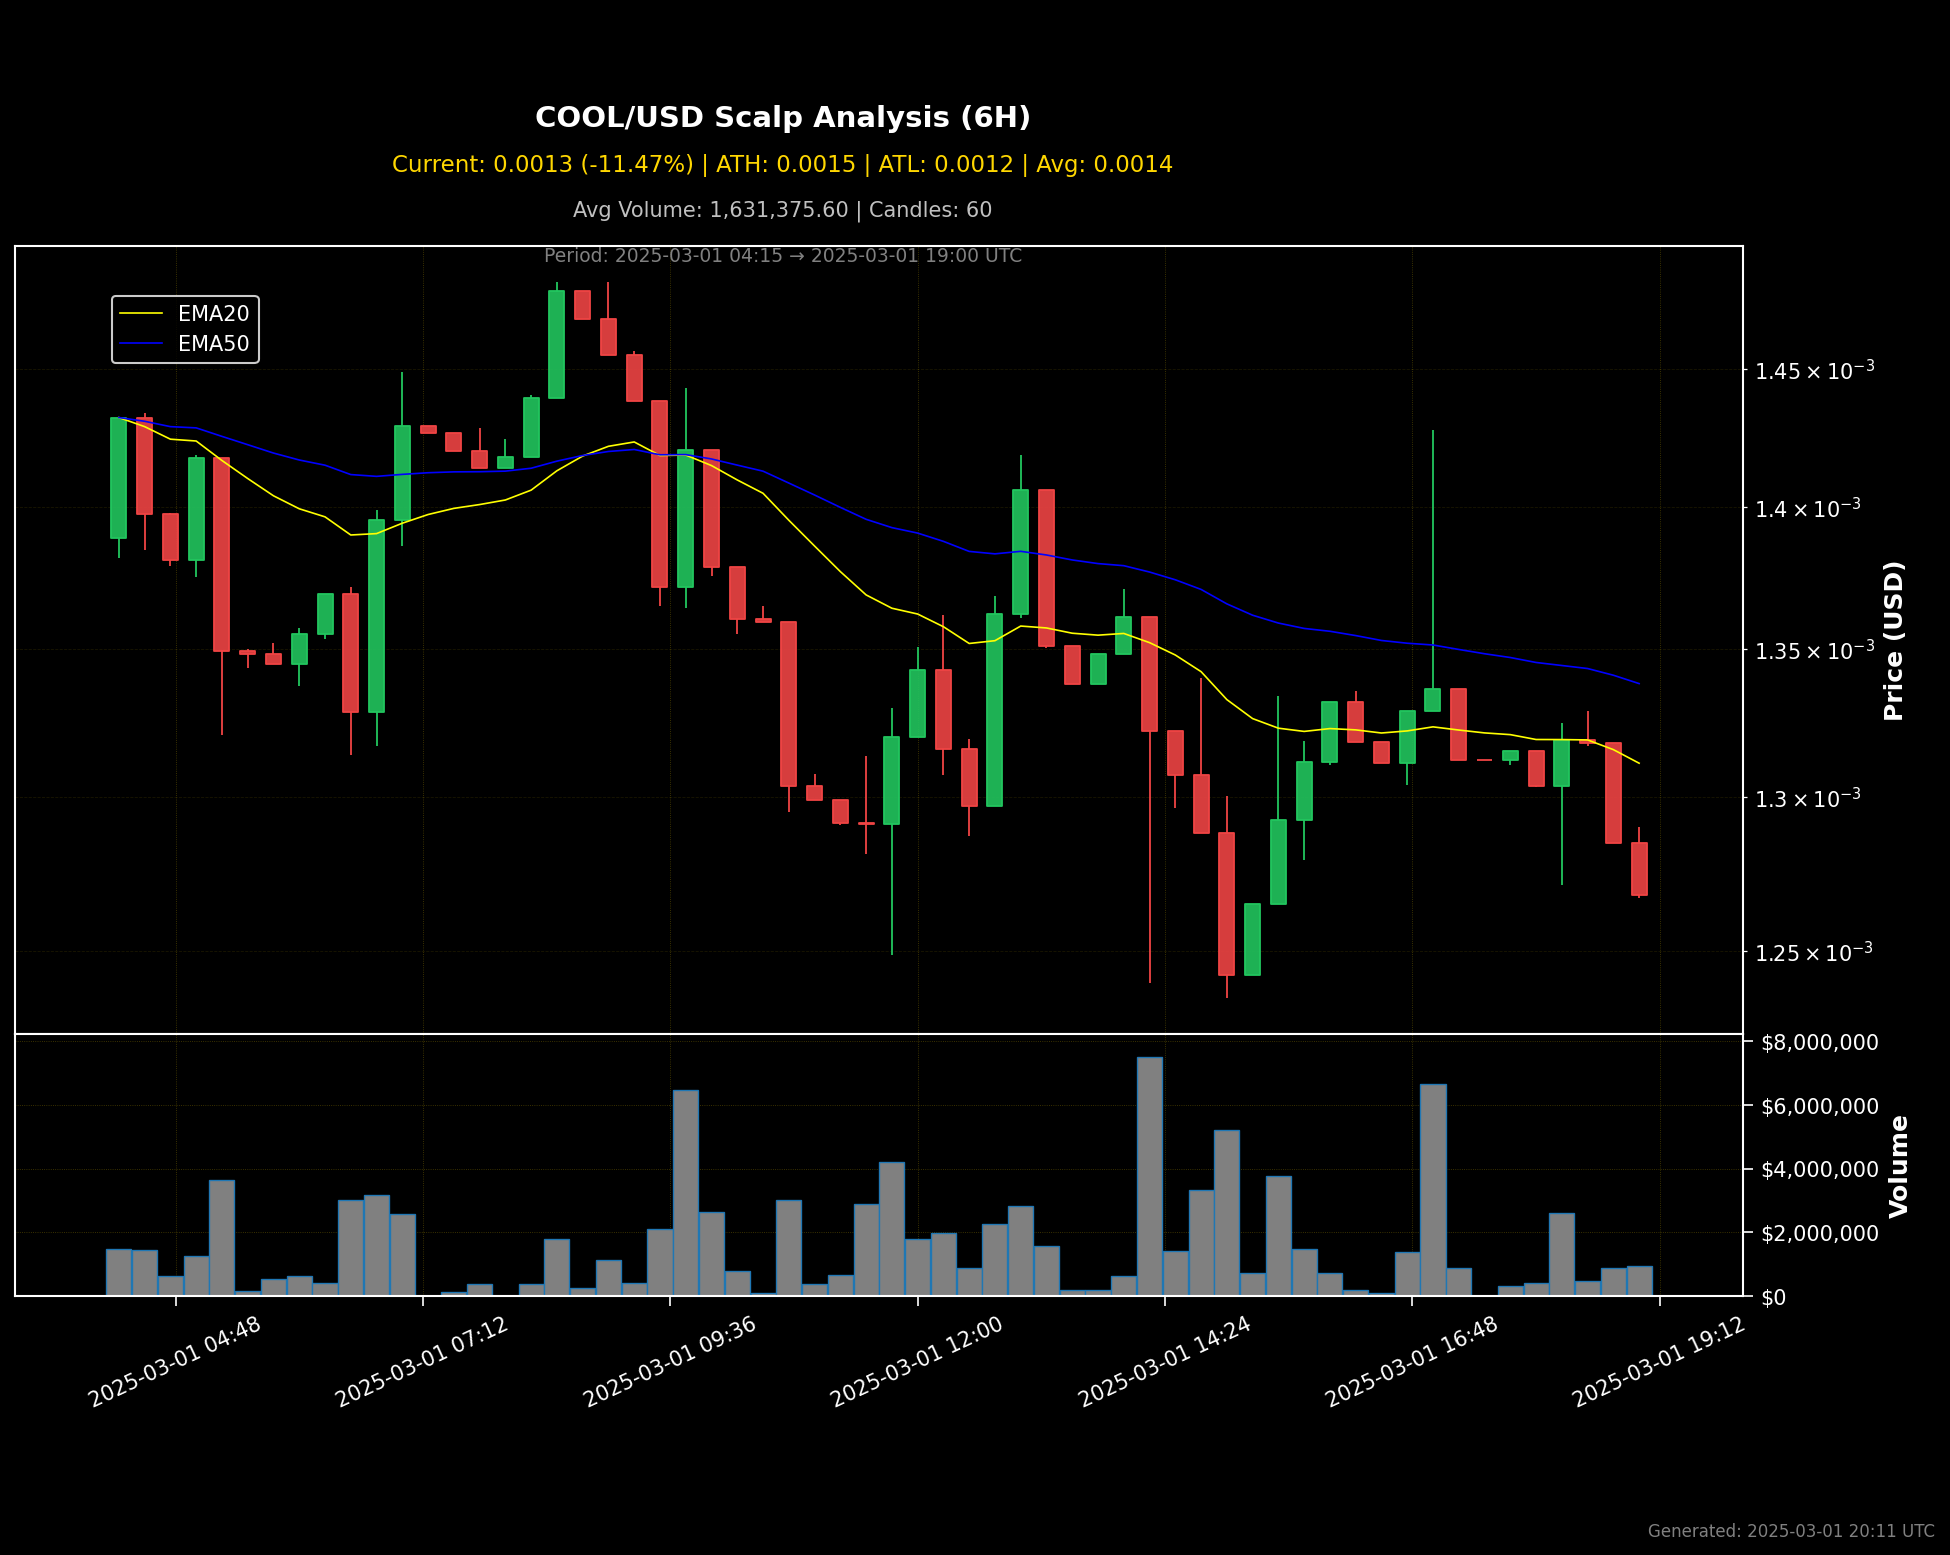 COOL/USD Scalp Analysis (6H)
Current: 0.0013 (-11.47%) | ATH: 0.0015 | ATL: 0.0012 | Avg: 0.0014
Avg Volume: 1,631,375.60 | Candles: 60
Period: 2025-03-01 04:15 → 2025-03-01 19:00 UTC
EMA20
EMA50
1.45 × 10⁻³
1.4 × 10⁻³
1.35 × 10⁻³
1.3 × 10⁻³
1.25 × 10⁻³
Price (USD)
$8,000,000
$6,000,000
$4,000,000
$2,000,000
$0
Volume
2025-03-01 04:48
2025-03-01 07:12
2025-03-01 09:36
2025-03-01 12:00
2025-03-01 14:24
2025-03-01 16:48
2025-03-01 19:12
Generated: 2025-03-01 20:11 UTC